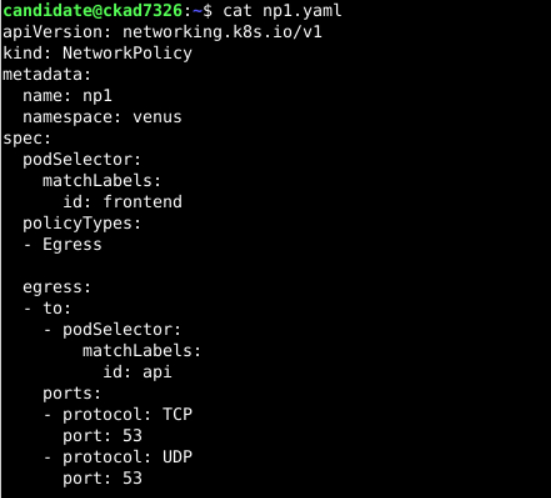 candidate@ckad7326:~$ cat np1.yaml
apiVersion: networking.k8s.io/v1
kind: NetworkPolicy
metadata:
  name: np1
  namespace: venus
spec:
  podSelector:
    matchLabels:
      id: frontend
  policyTypes:
  - Egress

  egress:
  - to:
    - podSelector:
        matchLabels:
          id: api
    ports:
    - protocol: TCP
      port: 53
    - protocol: UDP
      port: 53